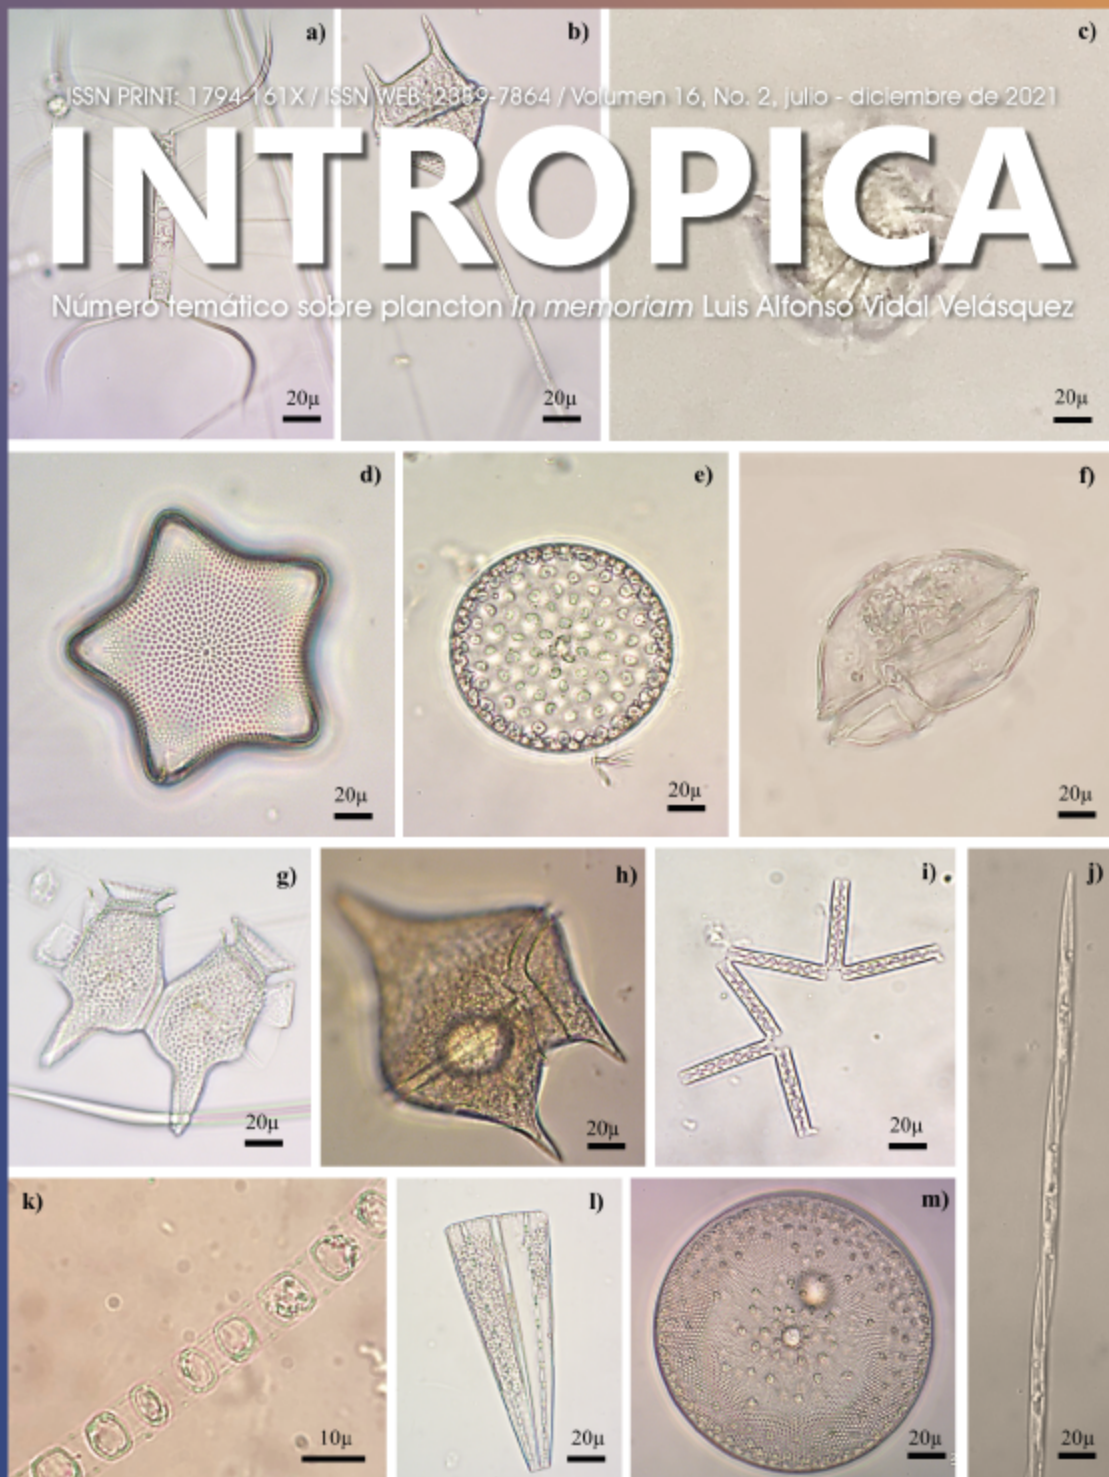 a)
b)
c)
ISSN PRINT: 1794-161X / ISSN WEB: 2389-7864 / Volumen 16, No. 2, julio - diciembre de 2021
INTROPICA
Número temático sobre plancton In memoriam Luis Alfonso Vidal Velásquez
20µ
20µ
20µ
d)
e)
f)
20µ
20µ
20µ
g)
h)
i)
j)
20µ
20µ
20µ
k)
l)
m)
10µ
20µ
20µ
20µ